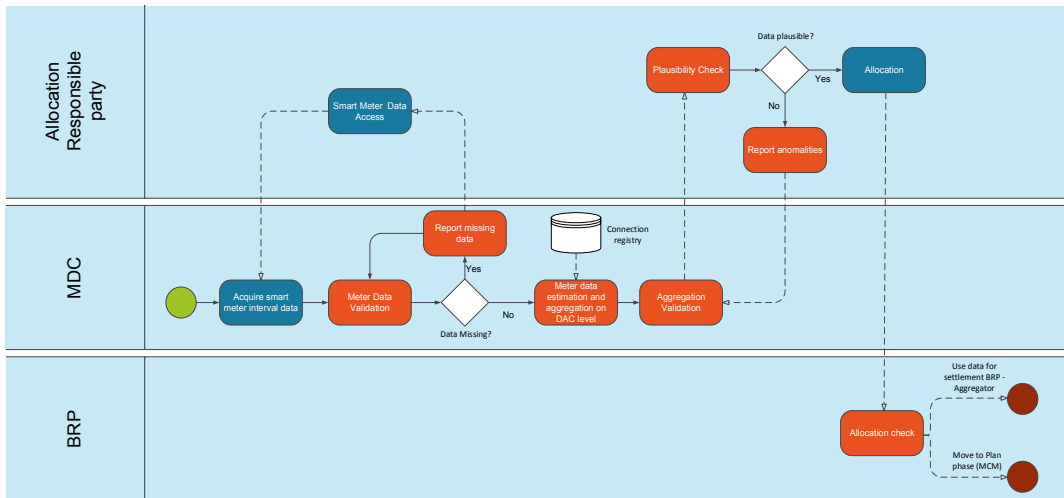 Allocation
Responsible
party
Data plausible?
Plausibility Check
Yes
Allocation
No
Smart Meter Data
Access
Report anomalities
MDC
Report missing
data
Connection
registry
Yes
Acquire smart
meter interval data
Meter Data
Validation
No
Meter data
estimation and
aggregation on
DAC level
Aggregation
Validation
Data Missing?
BRP
Use data for
settlement BRP -
Aggregator
Allocation check
Move to Plan
phase (MCM)